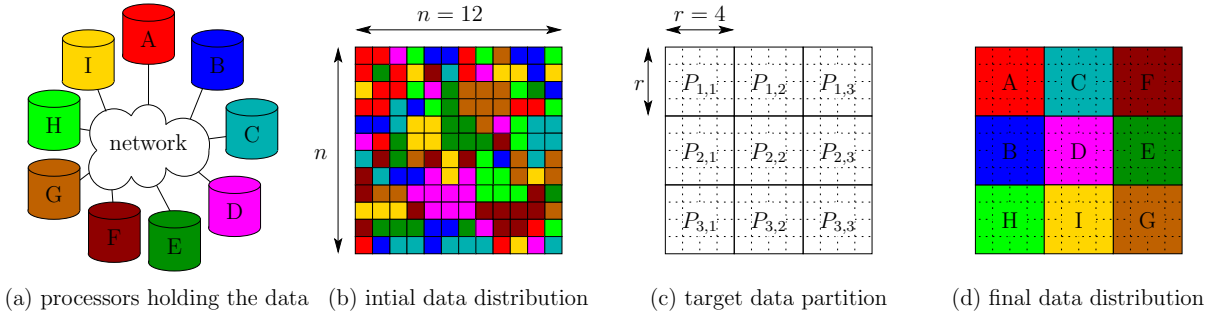 A
B
C
D
E
F
G
H
I
network
(a) processors holding the data
n = 12
n
(b) intial data distribution
r = 4
r
P1,1 P1,2 P1,3
P2,1 P2,2 P2,3
P3,1 P3,2 P3,3
(c) target data partition
A C F
B D E
H I G
(d) final data distribution